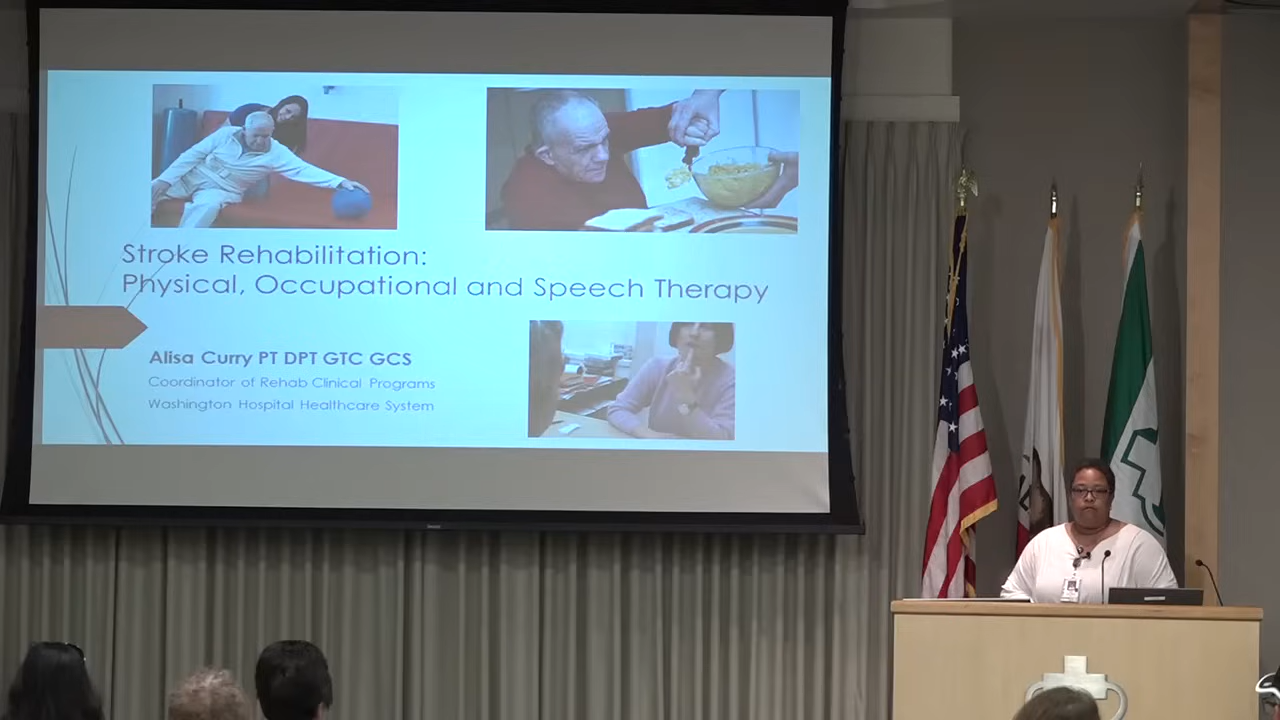 Stroke Rehabilitation:
Physical, Occupational and Speech Therapy
Alisa Curry PT DPT GTC GCS
Coordinator of Rehab Clinical Programs
Washington Hospital Healthcare System